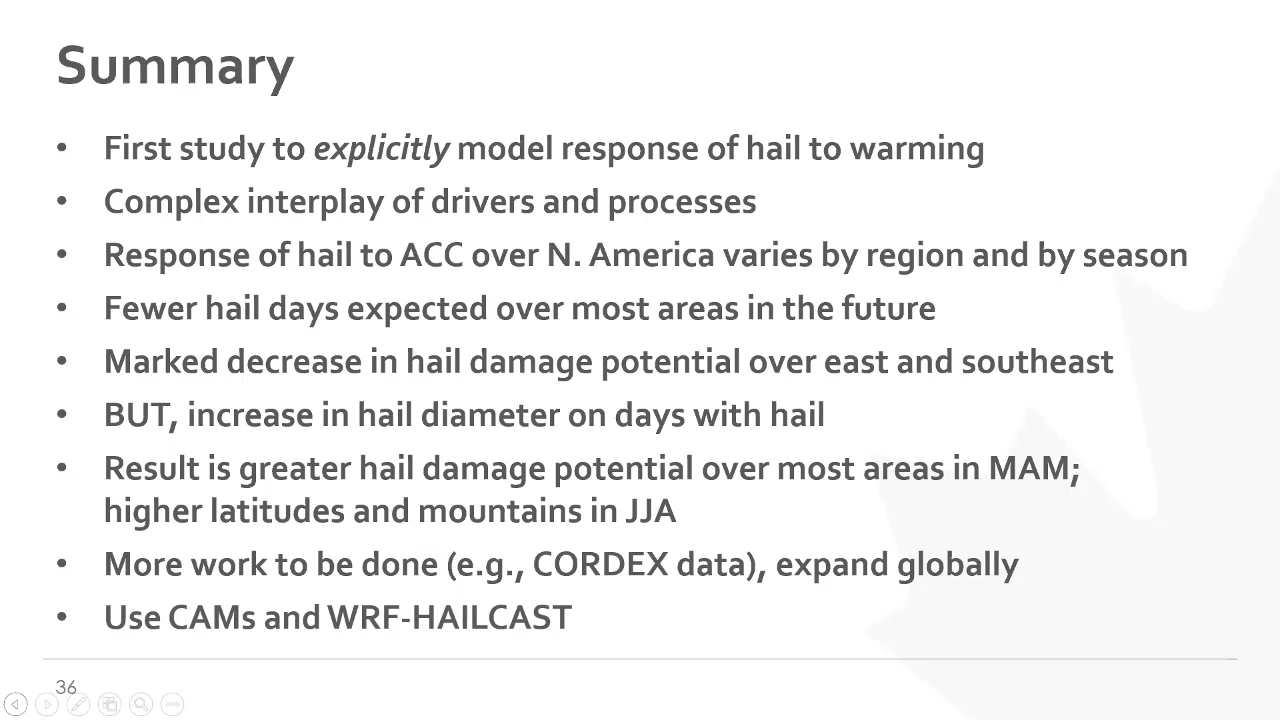 Summary
• First study to explicitly model response of hail to warming
• Complex interplay of drivers and processes
• Response of hail to ACC over N. America varies by region and by season
• Fewer hail days expected over most areas in the future
• Marked decrease in hail damage potential over east and southeast
• BUT, increase in hail diameter on days with hail
• Result is greater hail damage potential over most areas in MAM;
higher latitudes and mountains in JJA
• More work to be done (e.g., CORDEX data), expand globally
• Use CAMs and WRF-HAILCAST
36